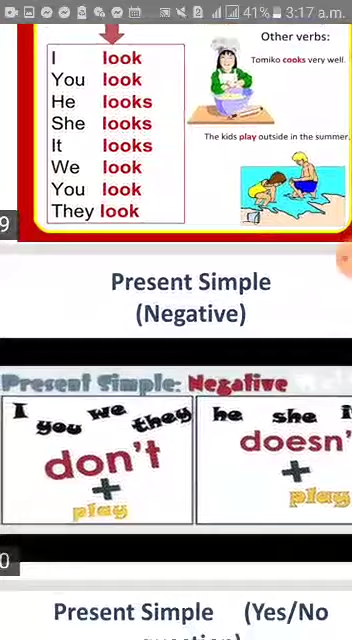 41% 3:17 a.m.
Other verbs:
I look
You look
He looks
She looks
It looks
We look
You look
They look
Tomiko cooks very well.
The kids play outside in the summer.
9
Present Simple
(Negative)
Present Simple: Negative
I you we they
don't
+
play
he she i
doesn'
+
play
0
Present Simple (Yes/No
question)